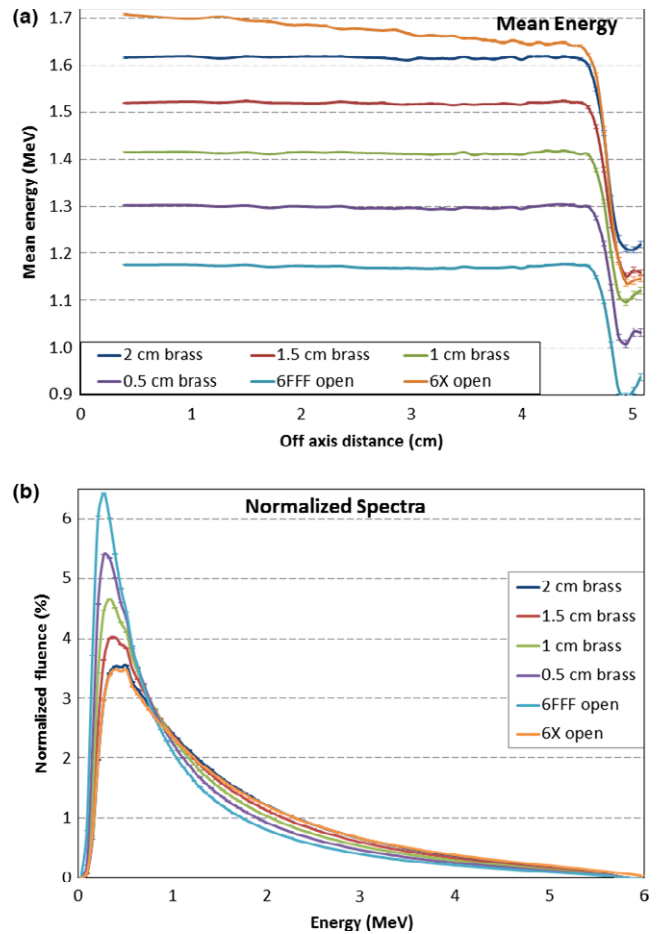 (a)
Mean Energy
1.7
1.6
1.5
1.4
1.3
1.2
1.1
1.0
0.9
Mean energy (MeV)
2 cm brass 1.5 cm brass 1 cm brass
0.5 cm brass 6FFF open 6X open
0 1 2 3 4 5
Off axis distance (cm)
(b)
Normalized Spectra
6
5
4
3
2
1
0
Normalized fluence (%)
2 cm brass
1.5 cm brass
1 cm brass
0.5 cm brass
6FFF open
6X open
0 1 2 3 4 5 6
Energy (MeV)